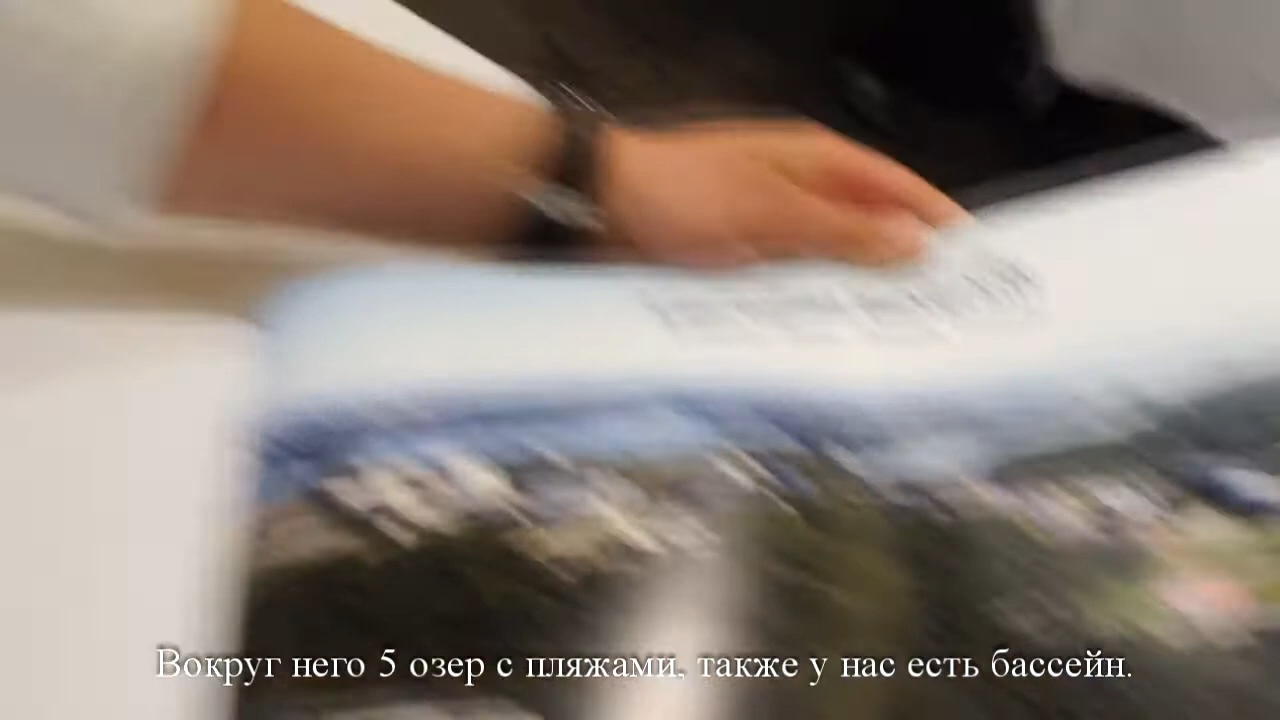 Вокруг него 5 озер с пляжами, также у нас есть бассейн.